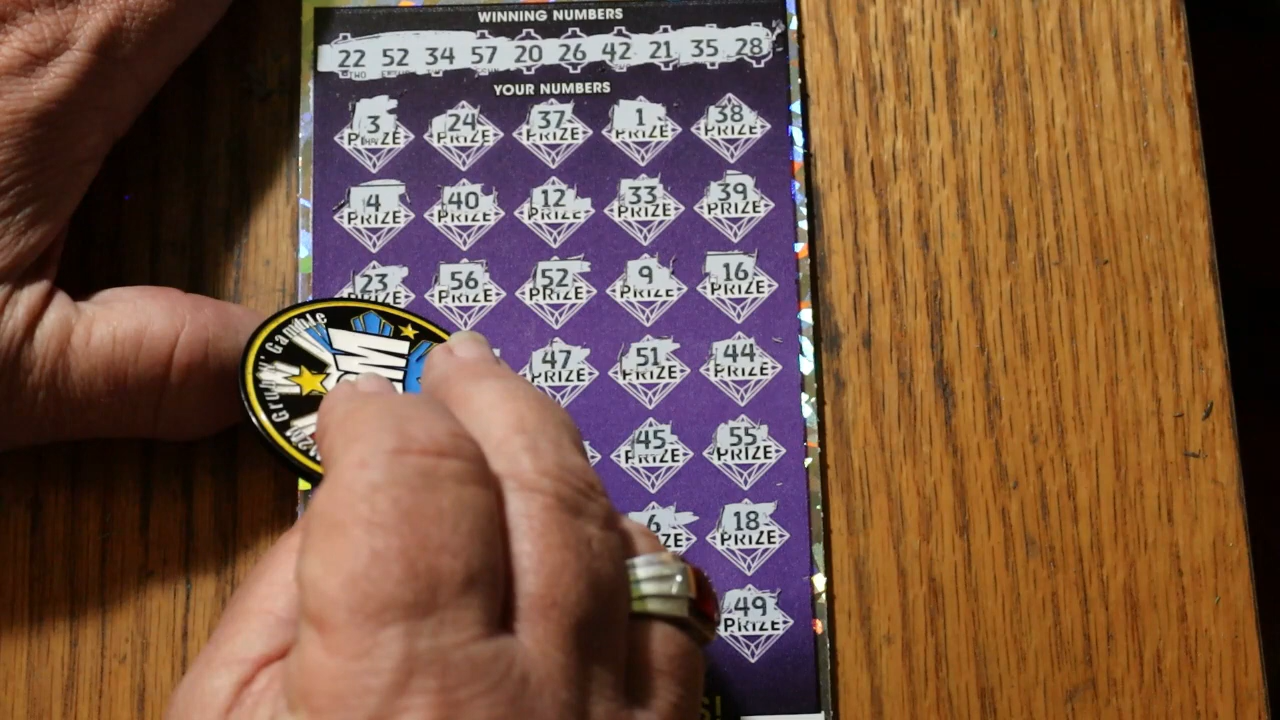 WINNING NUMBERS
22 52 34 57 20 26 42 21 35 28
YOUR NUMBERS
3 24 37 1 38
PRIZE PRIZE PRIZE PRIZE PRIZE
4 40 12 33 39
PRIZE PRIZE PRIZE PRIZE PRIZE
23 56 52 9 16
PRIZE PRIZE PRIZE PRIZE PRIZE
47 51 44
PRIZE PRIZE PRIZE
45 55
PRIZE PRIZE
6 18
PRIZE
49
PRIZE